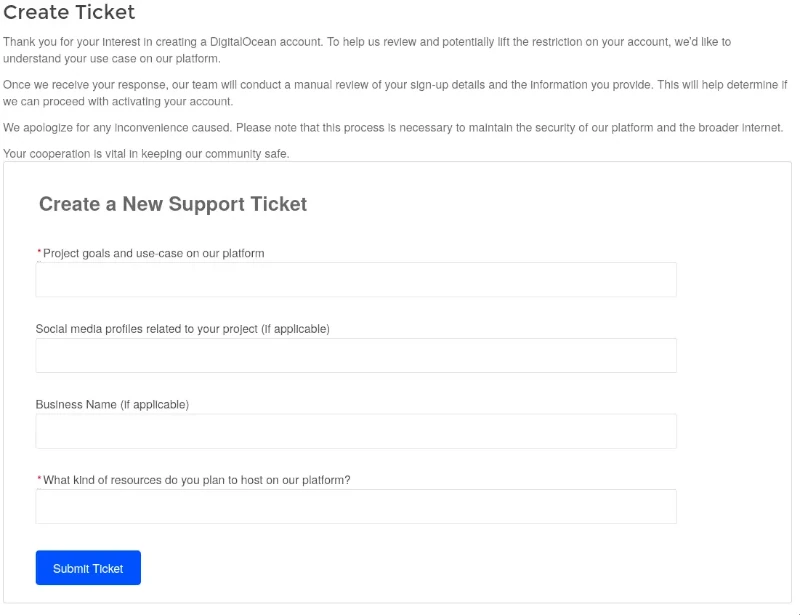 Create Ticket
Thank you for your interest in creating a DigitalOcean account. To help us review and potentially lift the restriction on your account, we'd like to
understand your use case on our platform.
Once we receive your response, our team will conduct a manual review of your sign-up details and the information you provide. This will help determine if
we can proceed with activating your account.
We apologize for any inconvenience caused. Please note that this process is necessary to maintain the security of our platform and the broader internet.
Your cooperation is vital in keeping our community safe.
Create a New Support Ticket
* Project goals and use-case on our platform
Social media profiles related to your project (if applicable)
Business Name (if applicable)
* What kind of resources do you plan to host on our platform?
Submit Ticket